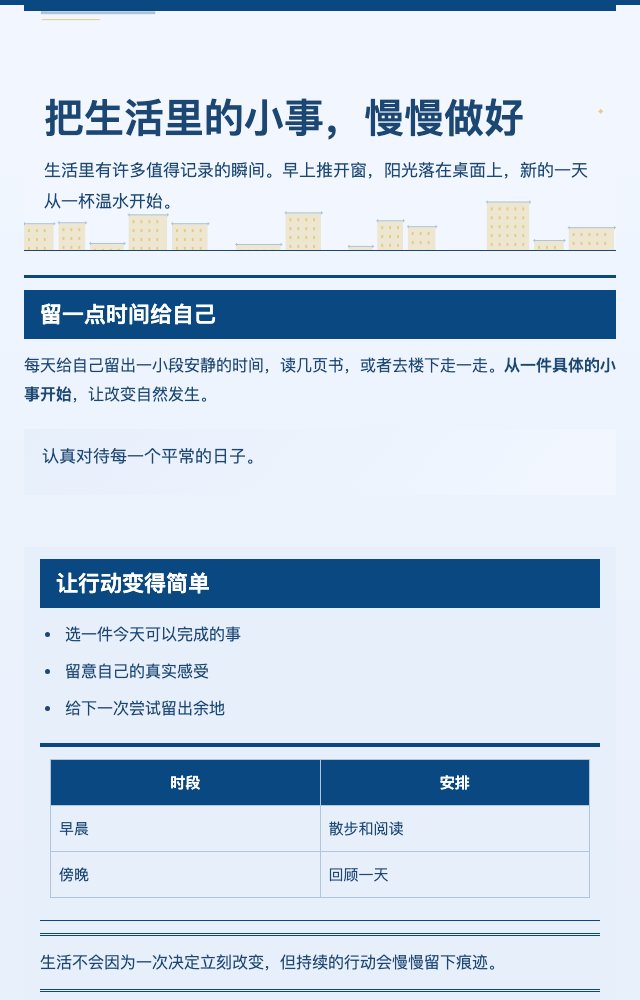 把生活里的小事，慢慢做好
生活里有许多值得记录的瞬间。早上推开窗，阳光落在桌面上，新的一天
从一杯温水开始。
留一点时间给自己
每天给自己留出一小段安静的时间，读几页书，或者去楼下走一走。从一件具体的小
事开始，让改变自然发生。
认真对待每一个平常的日子。
让行动变得简单
• 选一件今天可以完成的事
• 留意自己的真实感受
• 给下一次尝试留出余地
时段 安排
早晨 散步和阅读
傍晚 回顾一天
生活不会因为一次决定立刻改变，但持续的行动会慢慢留下痕迹。